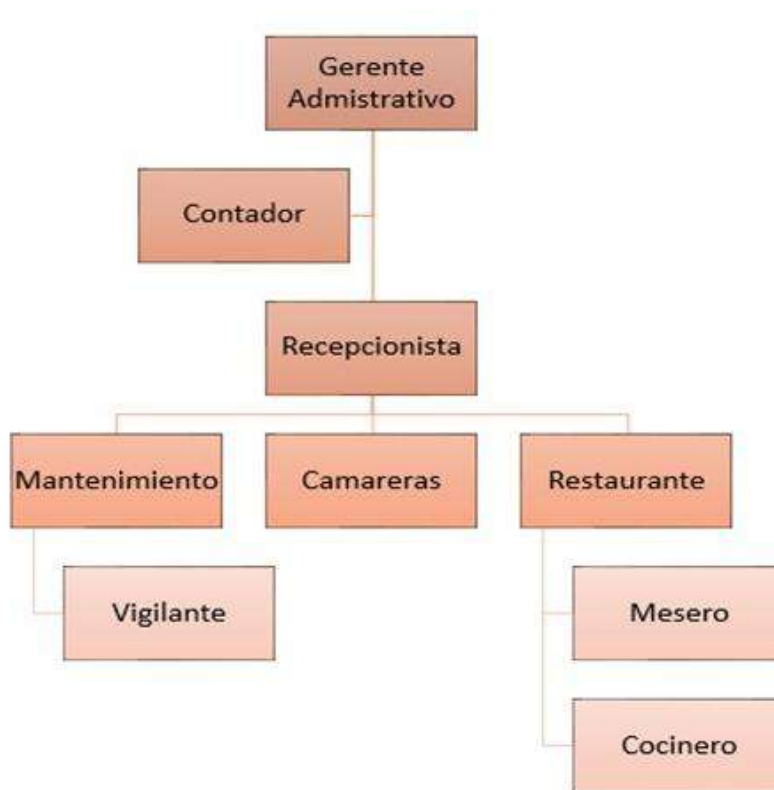 Gerente
Admistrativo
Contador
Recepcionista
Mantenimiento
Camareras
Restaurante
Vigilante
Mesero
Cocinero